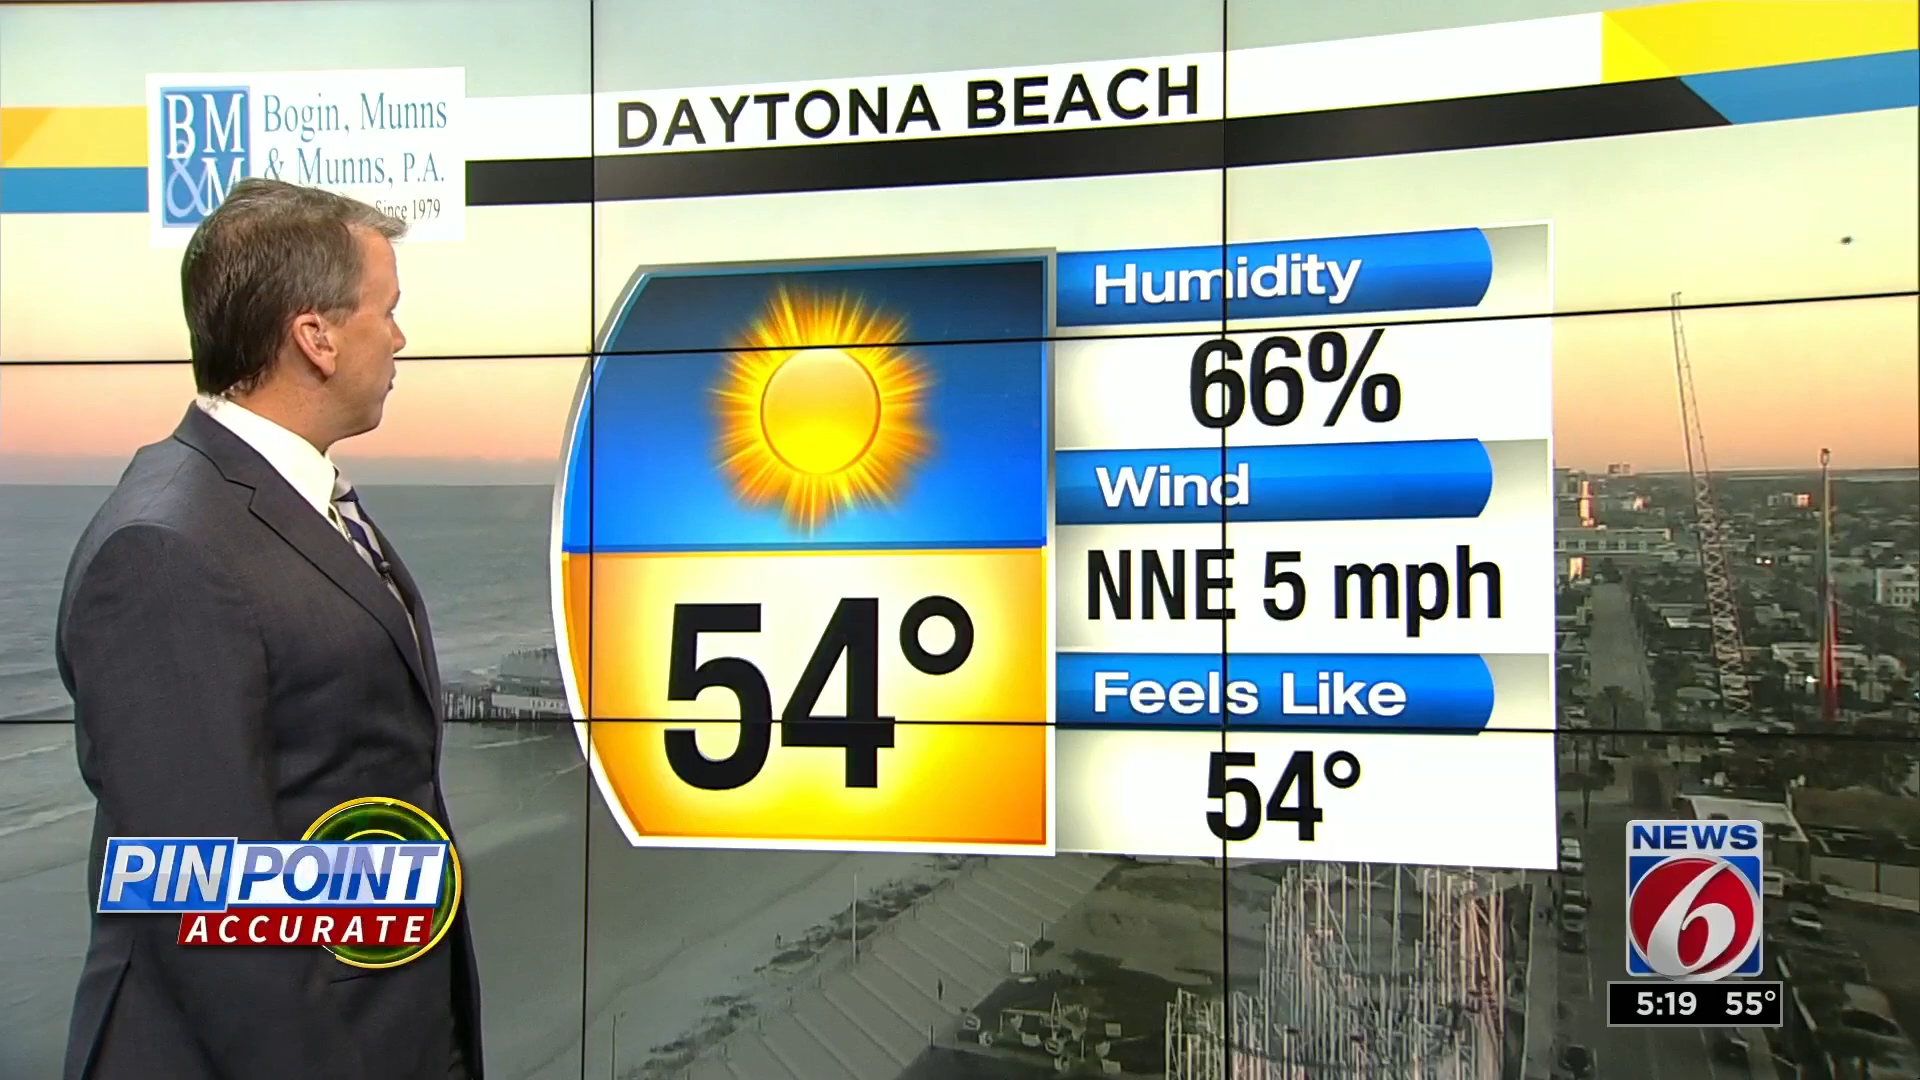 BM
&M
Bogin, Munns
& Munns, P.A.
Since 1979
DAYTONA BEACH
Humidity
66%
Wind
NNE 5 mph
54°
Feels Like
54°
PINPOINT
ACCURATE
NEWS
6
5:19 55°